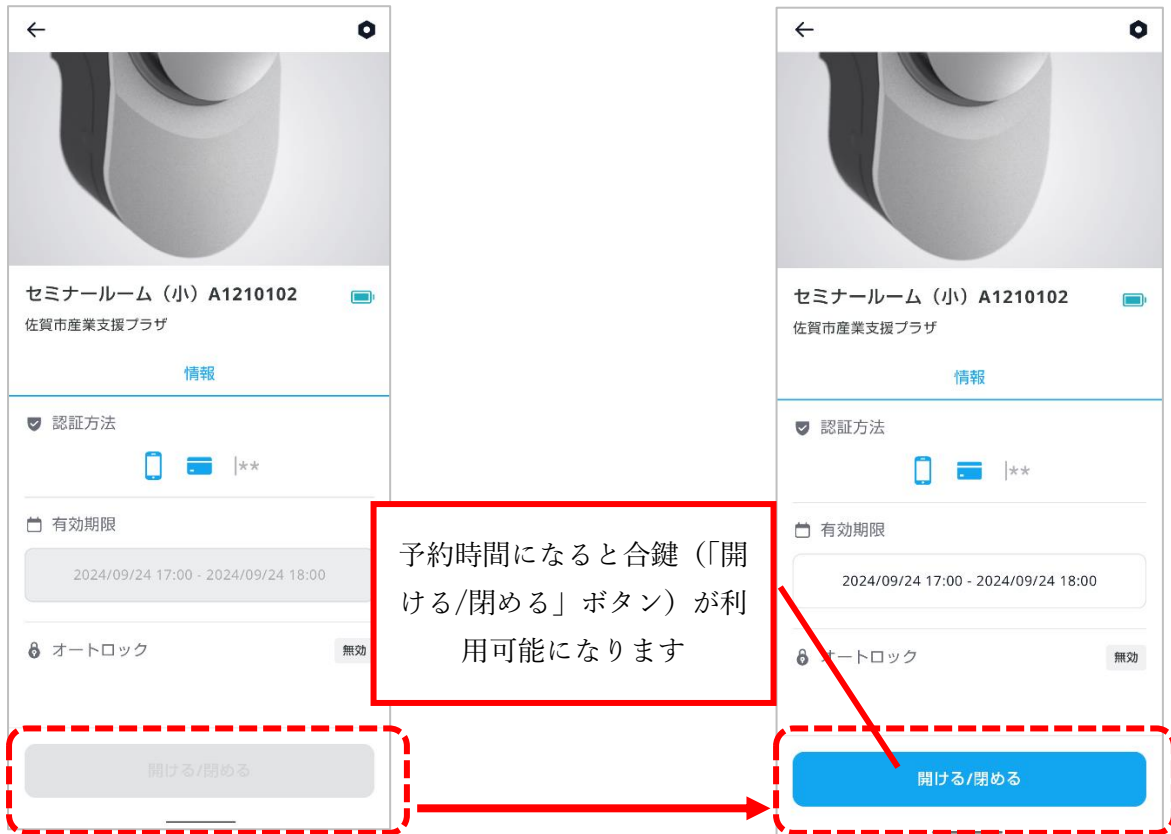 セミナールーム（小）A1210102
佐賀市産業支援プラザ
情報
認証方法
|**
有効期限
2024/09/24 17:00 - 2024/09/24 18:00
オートロック
無効
開ける/閉める
予約時間になると合鍵（「開
ける/閉める」ボタン）が利
用可能になります
セミナールーム（小）A1210102
佐賀市産業支援プラザ
情報
認証方法
|**
有効期限
2024/09/24 17:00 - 2024/09/24 18:00
オートロック
無効
開ける/閉める